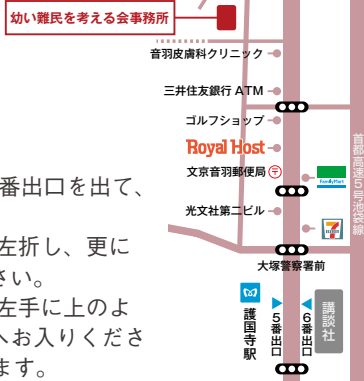 幼い難民を考える会事務所
音羽皮膚科クリニック
三井住友銀行 ATM
ゴルフショップ
Royal Host
文京音羽郵便局 〒
FamilyMart
光文社第二ビル
大塚警察署前
護国寺駅
5番出口
6番出口
講談社
首都高速5号池袋線
番出口を出て、
左折し、更に
さい。
左手に上のよ
へお入りくださ
ます。